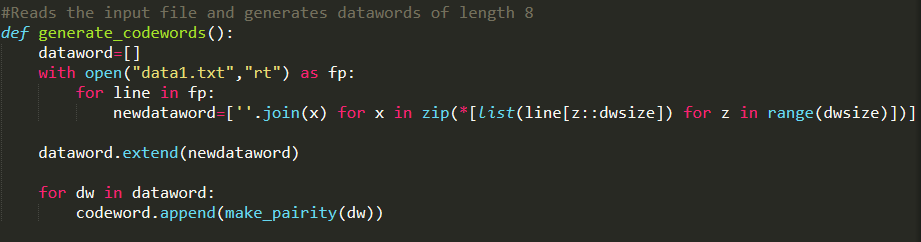 #Reads the input file and generates datawords of length 8
def generate_codewords():
    dataword=[]
    with open("data1.txt","rt") as fp:
        for line in fp:
            newdataword=[''.join(x) for x in zip(*[list(line[z::dwsize]) for z in range(dwsize)])]
    dataword.extend(newdataword)
    for dw in dataword:
        codeword.append(make_pairity(dw))